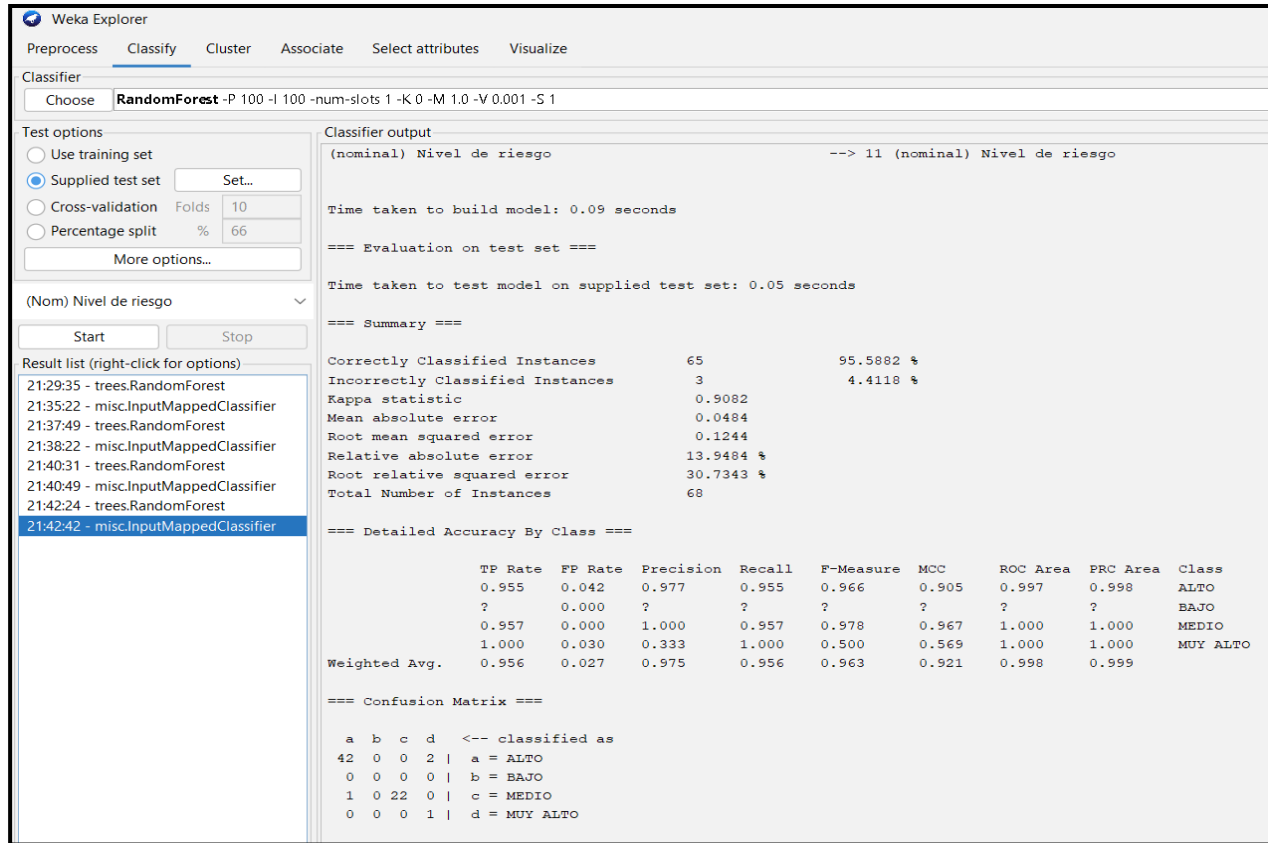 Weka Explorer
Preprocess Classify Cluster Associate Select attributes Visualize
Classifier
Choose RandomForest -P 100 -I 100 -num-slots 1 -K 0 -M 1.0 -V 0.001 -S 1
Test options
Use training set
Supplied test set Set...
Cross-validation Folds 10
Percentage split % 66
More options...
(Nom) Nivel de riesgo
Start Stop
Result list (right-click for options)
21:29:35 - trees.RandomForest
21:35:22 - misc.InputMappedClassifier
21:37:49 - trees.RandomForest
21:38:22 - misc.InputMappedClassifier
21:40:31 - trees.RandomForest
21:40:49 - misc.InputMappedClassifier
21:42:24 - trees.RandomForest
21:42:42 - misc.InputMappedClassifier
Classifier output
(nominal) Nivel de riesgo --> 11 (nominal) Nivel de riesgo
Time taken to build model: 0.09 seconds
=== Evaluation on test set ===
Time taken to test model on supplied test set: 0.05 seconds
=== Summary ===
Correctly Classified Instances 65 95.5882 %
Incorrectly Classified Instances 3 4.4118 %
Kappa statistic 0.9082
Mean absolute error 0.0484
Root mean squared error 0.1244
Relative absolute error 13.9484 %
Root relative squared error 30.7343 %
Total Number of Instances 68
=== Detailed Accuracy By Class ===
TP Rate FP Rate Precision Recall F-Measure MCC ROC Area PRC Area Class
0.955 0.042 0.977 0.955 0.966 0.905 0.997 0.998 ALTO
? 0.000 ? ? ? ? ? ? BAJO
0.957 0.000 1.000 0.957 0.978 0.967 1.000 1.000 MEDIO
1.000 0.030 0.333 1.000 0.500 0.569 1.000 1.000 MUY ALTO
Weighted Avg. 0.956 0.027 0.975 0.956 0.963 0.921 0.998 0.999
=== Confusion Matrix ===
a b c d <-- classified as
42 0 0 2 | a = ALTO
0 0 0 0 | b = BAJO
1 0 22 0 | c = MEDIO
0 0 0 1 | d = MUY ALTO